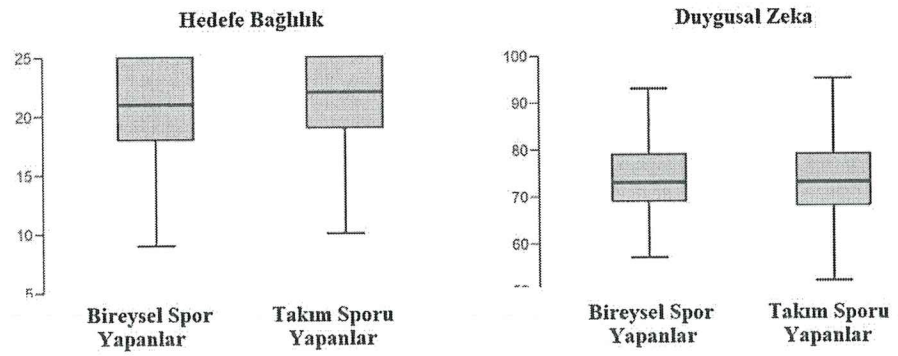 Hedefe Bağlılık
25
20
15
10
5
Bireysel Spor
Yapanlar
Takım Sporu
Yapanlar
Duygusal Zeka
100
90
80
70
60
Bireysel Spor
Yapanlar
Takım Sporu
Yapanlar